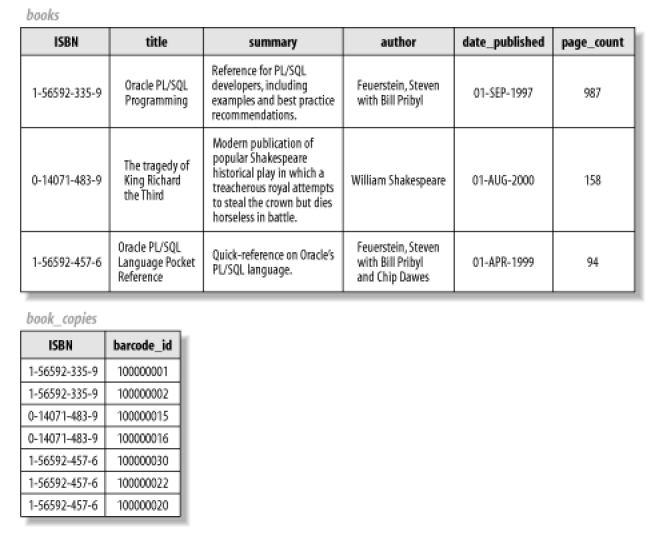 books
ISBN title summary author date_published page_count
1-56592-335-9 Oracle PL/SQL Programming Reference for PL/SQL developers, including examples and best practice recommendations. Feuerstein, Steven with Bill Pribyl 01-SEP-1997 987
0-14071-483-9 The tragedy of King Richard the Third Modern publication of popular Shakespeare historical play in which a treacherous royal attempts to steal the crown but dies horseless in battle. William Shakespeare 01-AUG-2000 158
1-56592-457-6 Oracle PL/SQL Language Pocket Reference Quick-reference on Oracle's PL/SQL language. Feuerstein, Steven with Bill Pribyl and Chip Dawes 01-APR-1999 94
book_copies
ISBN barcode_id
1-56592-335-9 100000001
1-56592-335-9 100000002
0-14071-483-9 100000015
0-14071-483-9 100000016
1-56592-457-6 100000030
1-56592-457-6 100000022
1-56592-457-6 100000020